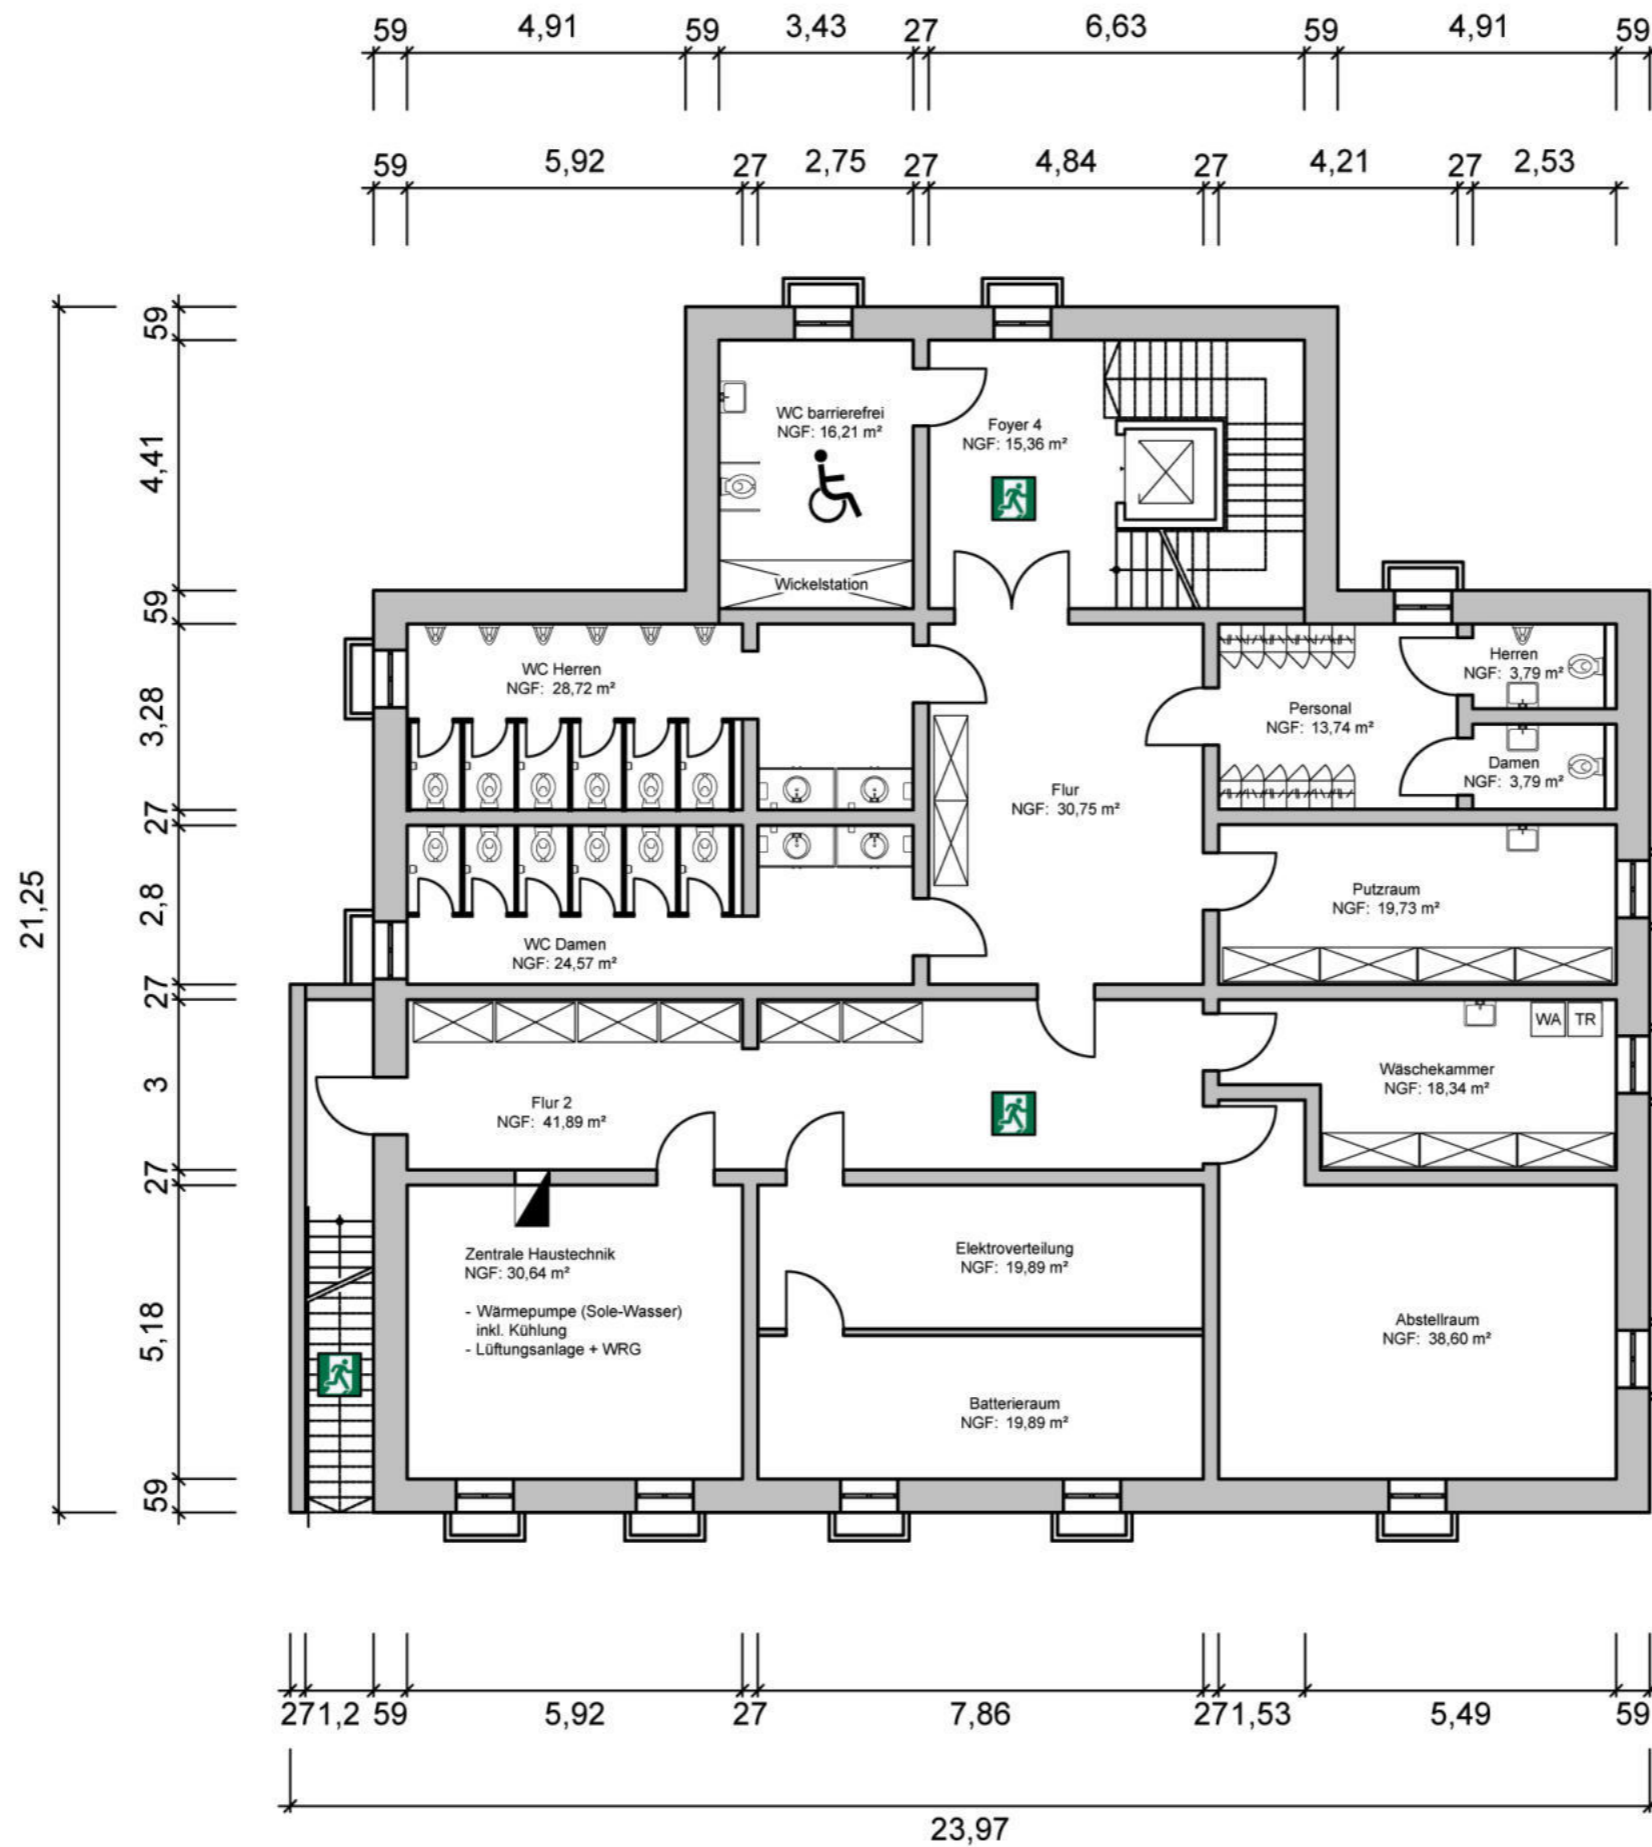 59 4,91 59 3,43 27 6,63 59 4,91 59
59 5,92 27 2,75 27 4,84 27 4,21 27 2,53
21,25
59
4,41
59
3,28
27
2,8
27
3
27
5,18
59
WC barrierefrei
NGF: 16,21 m²
Wickelstation
Foyer 4
NGF: 15,36 m²
WC Herren
NGF: 28,72 m²
Herren
NGF: 3,79 m²
Personal
NGF: 13,74 m²
Damen
NGF: 3,79 m²
Flur
NGF: 30,75 m²
Putzraum
NGF: 19,73 m²
WC Damen
NGF: 24,57 m²
WA TR
Wäschekammer
NGF: 18,34 m²
Flur 2
NGF: 41,89 m²
Zentrale Haustechnik
NGF: 30,64 m²
- Wärmepumpe (Sole-Wasser)
inkl. Kühlung
- Lüftungsanlage + WRG
Elektroverteilung
NGF: 19,89 m²
Batterieraum
NGF: 19,89 m²
Abstellraum
NGF: 38,60 m²
27 1,2 59 5,92 27 7,86 27 1,53 5,49 59
23,97